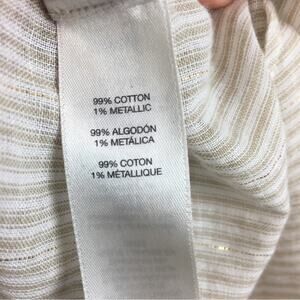 99% COTTON
1% METALLIC
99% ALGODÓN
1% METÁLICA
99% COTON
1% MÉTALLIQUE